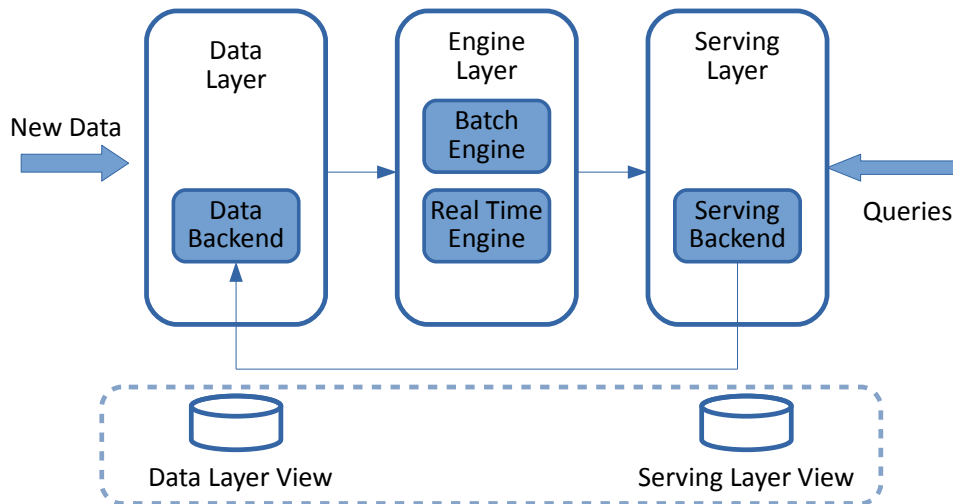 Data
Layer
Engine
Layer
Serving
Layer
New Data
Batch
Engine
Data
Backend
Real Time
Engine
Serving
Backend
Queries
Data Layer View
Serving Layer View